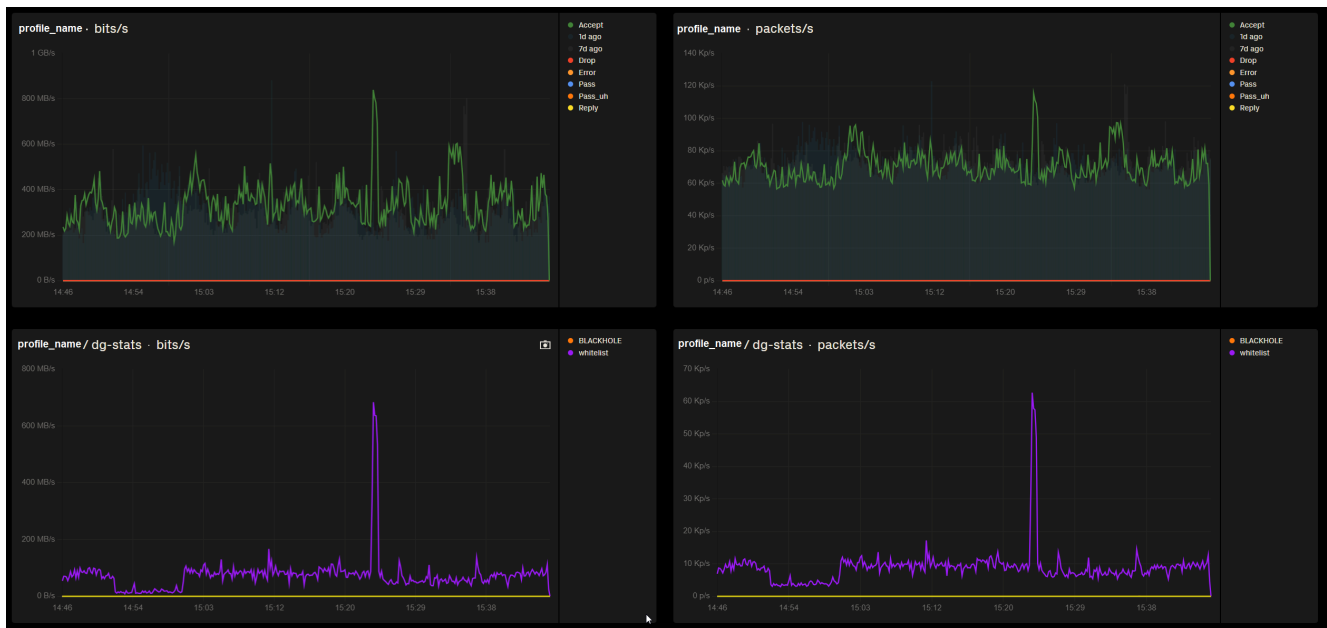 profile_name · bits/s
1 GB/s
800 MB/s
600 MB/s
400 MB/s
200 MB/s
0 B/s
14:46 14:54 15:03 15:12 15:20 15:29 15:38
Accept
1d ago
7d ago
Drop
Error
Pass
Pass_uh
Reply
profile_name · packets/s
140 Kp/s
120 Kp/s
100 Kp/s
80 Kp/s
60 Kp/s
40 Kp/s
20 Kp/s
0 p/s
14:46 14:54 15:03 15:12 15:20 15:29 15:38
Accept
1d ago
7d ago
Drop
Error
Pass
Pass_uh
Reply
profile_name / dg-stats · bits/s
800 MB/s
600 MB/s
400 MB/s
200 MB/s
0 B/s
14:46 14:54 15:03 15:12 15:20 15:29 15:38
BLACKHOLE
whitelist
profile_name / dg-stats · packets/s
70 Kp/s
60 Kp/s
50 Kp/s
40 Kp/s
30 Kp/s
20 Kp/s
10 Kp/s
0 p/s
14:46 14:54 15:03 15:12 15:20 15:29 15:38
BLACKHOLE
whitelist